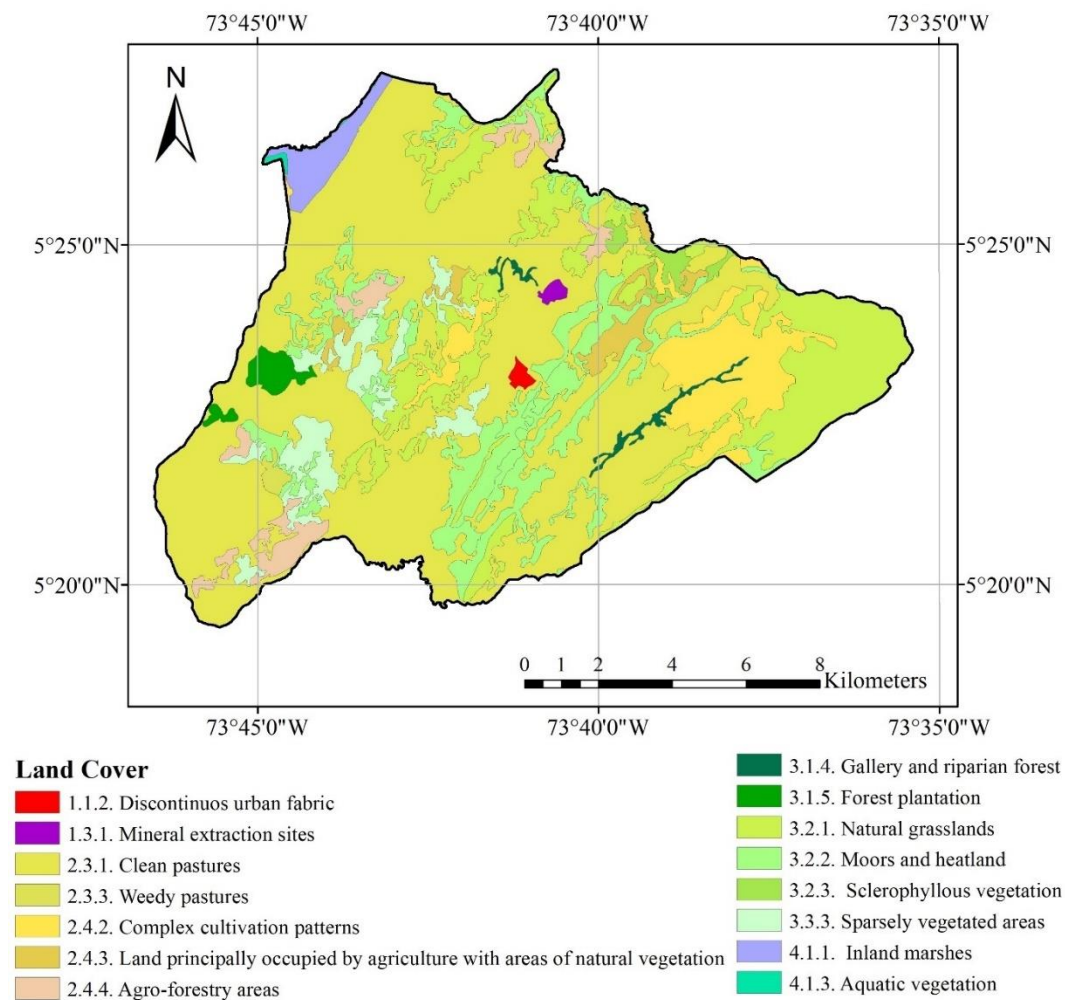 73°45'0"W 73°40'0"W 73°35'0"W
N
5°25'0"N 5°25'0"N
5°20'0"N 5°20'0"N
0 1 2 4 6 8
Kilometers
73°45'0"W 73°40'0"W 73°35'0"W
Land Cover
1.1.2. Discontinuos urban fabric
1.3.1. Mineral extraction sites
2.3.1. Clean pastures
2.3.3. Weedy pastures
2.4.2. Complex cultivation patterns
2.4.3. Land principally occupied by agriculture with areas of natural vegetation
2.4.4. Agro-forestry areas
3.1.4. Gallery and riparian forest
3.1.5. Forest plantation
3.2.1. Natural grasslands
3.2.2. Moors and heatland
3.2.3. Sclerophyllous vegetation
3.3.3. Sparsely vegetated areas
4.1.1. Inland marshes
4.1.3. Aquatic vegetation